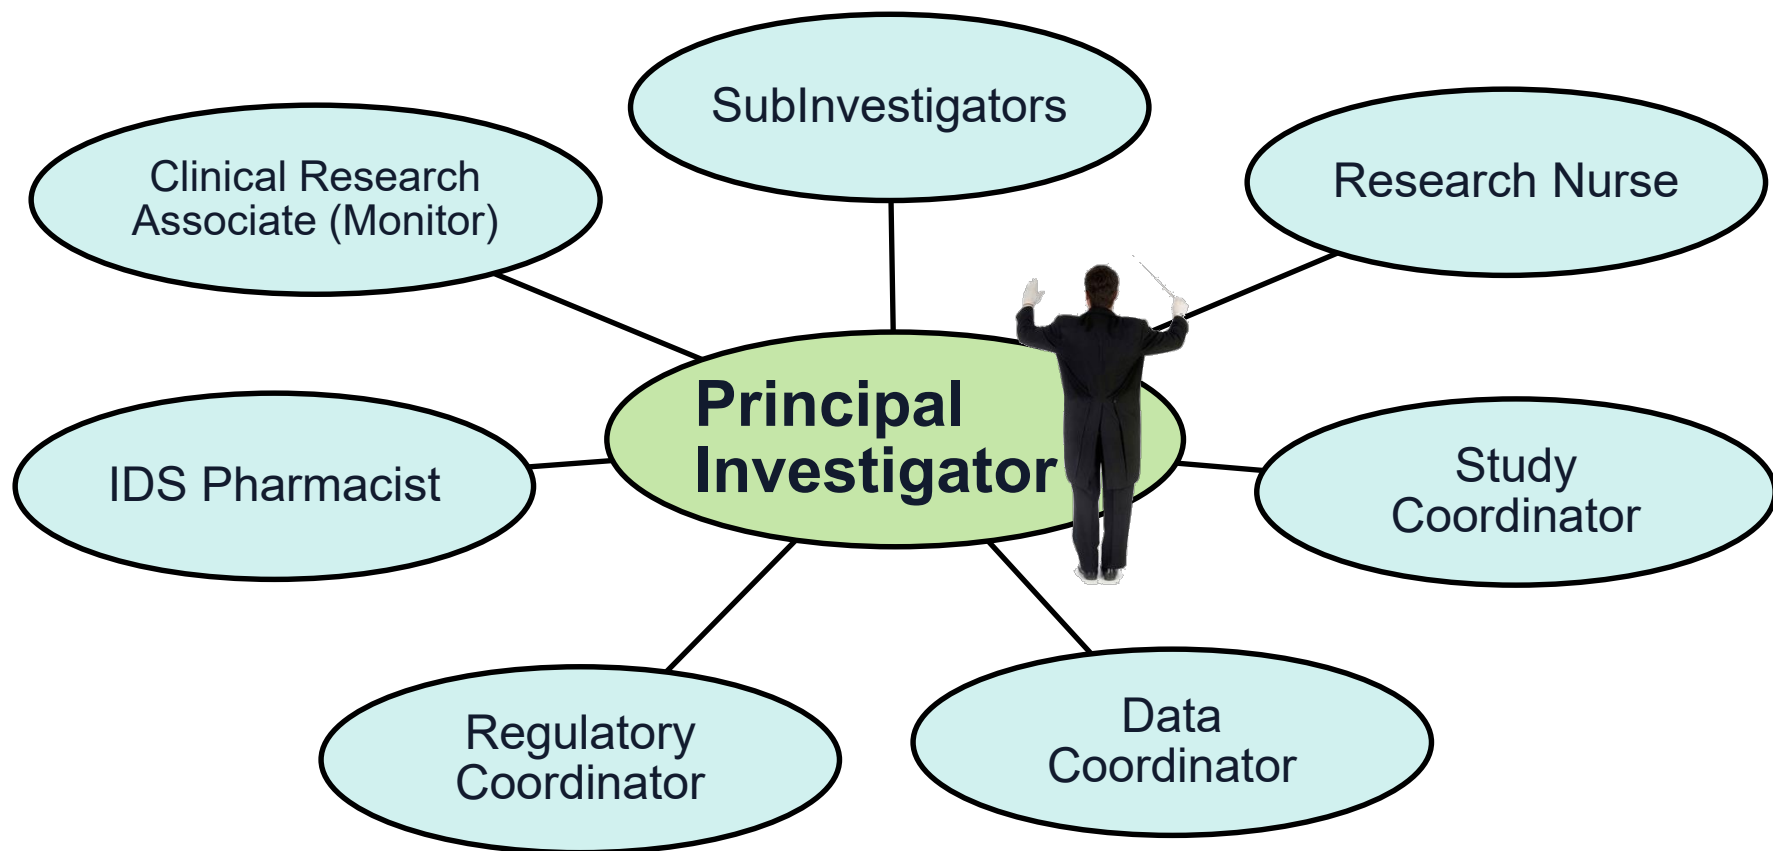 SubInvestigators
Clinical Research
Associate (Monitor)
Research Nurse
Principal
Investigator
IDS Pharmacist
Study
Coordinator
Regulatory
Coordinator
Data
Coordinator